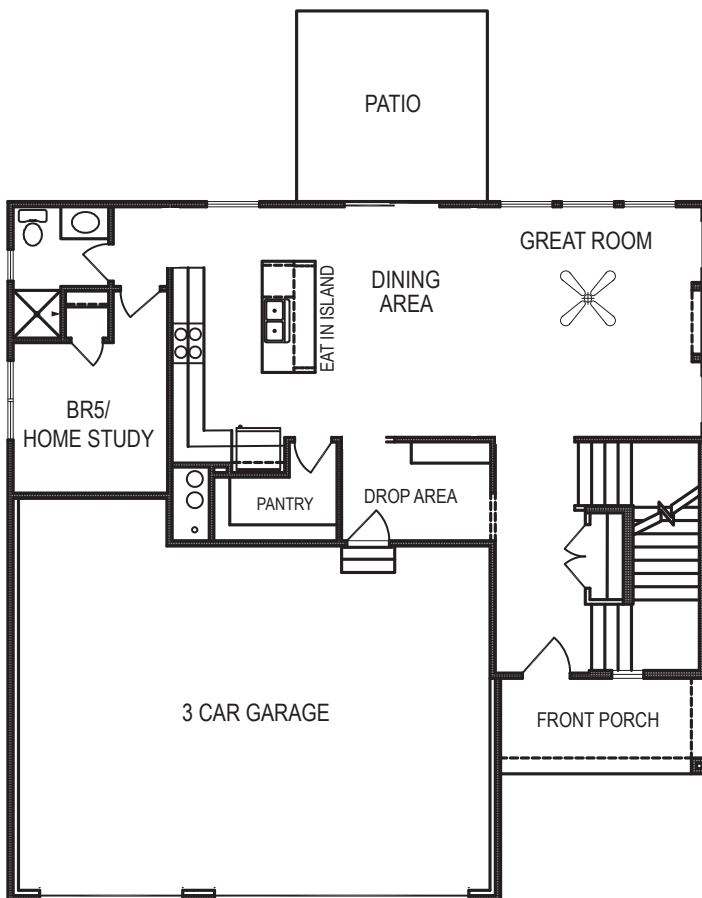 PATIO
GREAT ROOM
DINING
AREA
EAT IN ISLAND
BR5/
HOME STUDY
PANTRY
DROP AREA
3 CAR GARAGE
FRONT PORCH